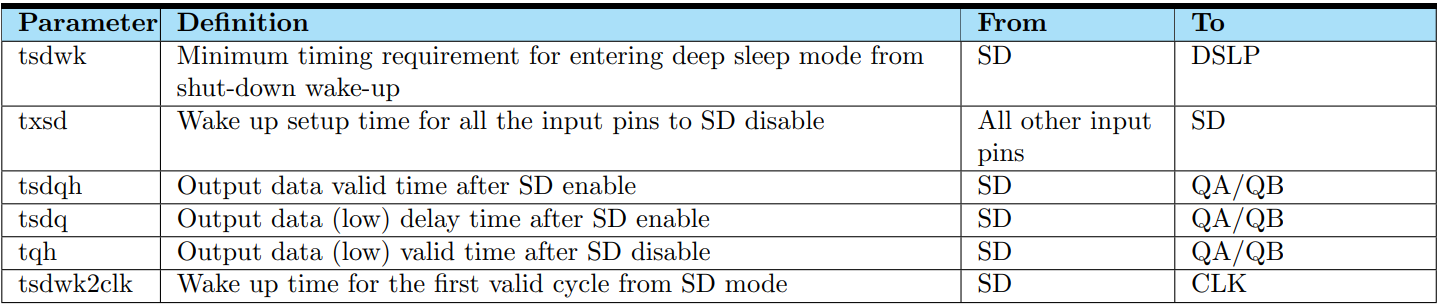 Parameter Definition From To
tsdwk Minimum timing requirement for entering deep sleep mode from SD DSLP
shut-down wake-up
txsd Wake up setup time for all the input pins to SD disable All other input SD
pins
tsdqh Output data valid time after SD enable SD QA/QB
tsdq Output data (low) delay time after SD enable SD QA/QB
tqh Output data (low) valid time after SD disable SD QA/QB
tsdwk2clk Wake up time for the first valid cycle from SD mode SD CLK